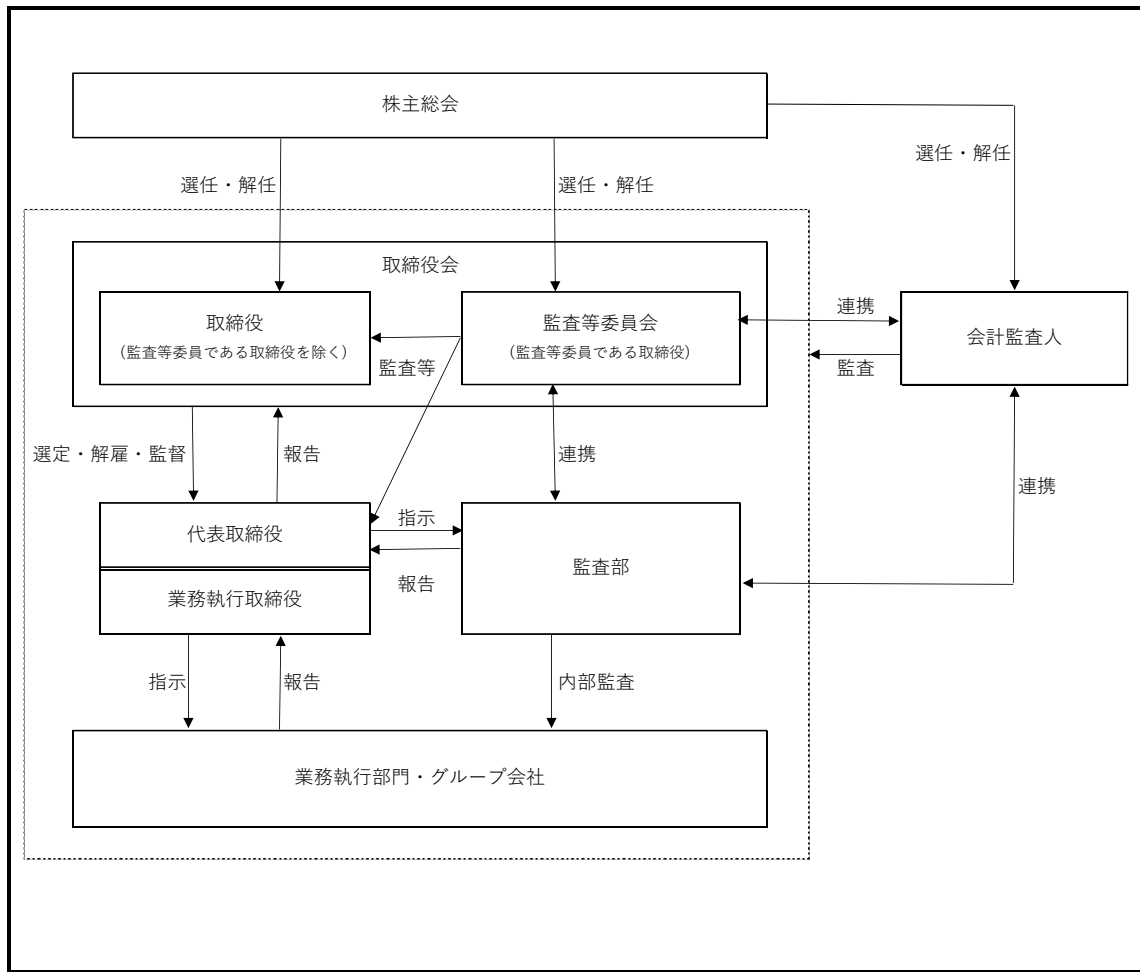 株主総会
選任・解任
選任・解任
選任・解任
取締役会
取締役
（監査等委員である取締役を除く）
監査等委員会
（監査等委員である取締役）
連携
会計監査人
監査等
監査
選定・解雇・監督
報告
連携
連携
代表取締役
指示
監査部
報告
業務執行取締役
指示
報告
内部監査
業務執行部門・グループ会社